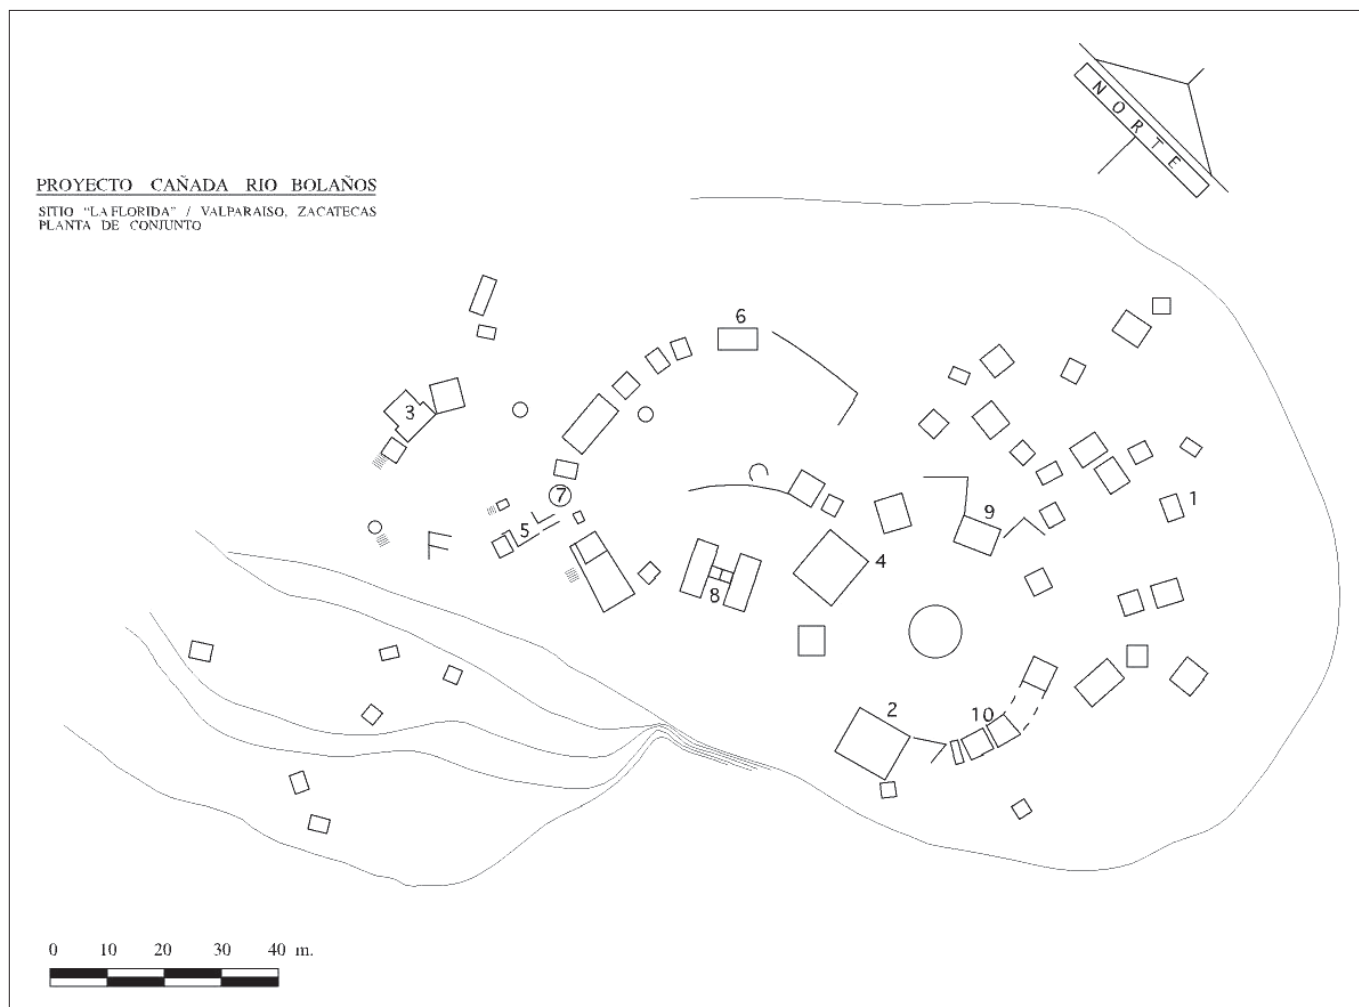 NORTE
PROYECTO CAÑADA RIO BOLAÑOS
SITIO "LA FLORIDA" / VALPARAISO, ZACATECAS
PLANTA DE CONJUNTO
6
3
7
1
5
9
4
8
2
10
0 10 20 30 40 m.